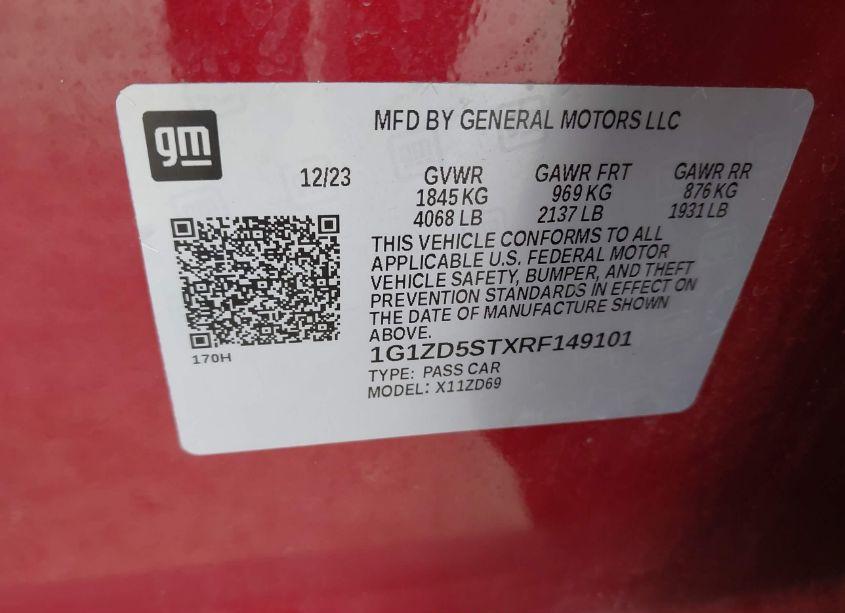 gm
MFD BY GENERAL MOTORS LLC
12/23
GVWR
1845 KG
4068 LB
GAWR FRT
969 KG
2137 LB
GAWR RR
876 KG
1931 LB
THIS VEHICLE CONFORMS TO ALL
APPLICABLE U.S. FEDERAL MOTOR
VEHICLE SAFETY, BUMPER, AND THEFT
PREVENTION STANDARDS IN EFFECT ON
THE DATE OF MANUFACTURE SHOWN
ABOVE.
1G1ZD5STXRF149101
TYPE: PASS CAR
MODEL: X11ZD69
170H